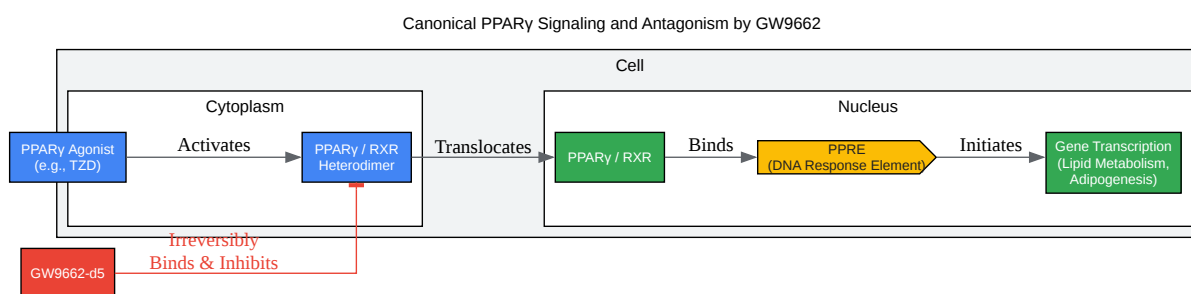 Canonical PPARγ Signaling and Antagonism by GW9662
Cell
Cytoplasm
Nucleus
PPARγ Agonist
(e.g., TZD)
Activates
PPARγ / RXR
Heterodimer
Translocates
PPARγ / RXR
Binds
PPRE
(DNA Response Element)
Initiates
Gene Transcription
(Lipid Metabolism,
Adipogenesis)
Irreversibly
Binds & Inhibits
GW9662-d5